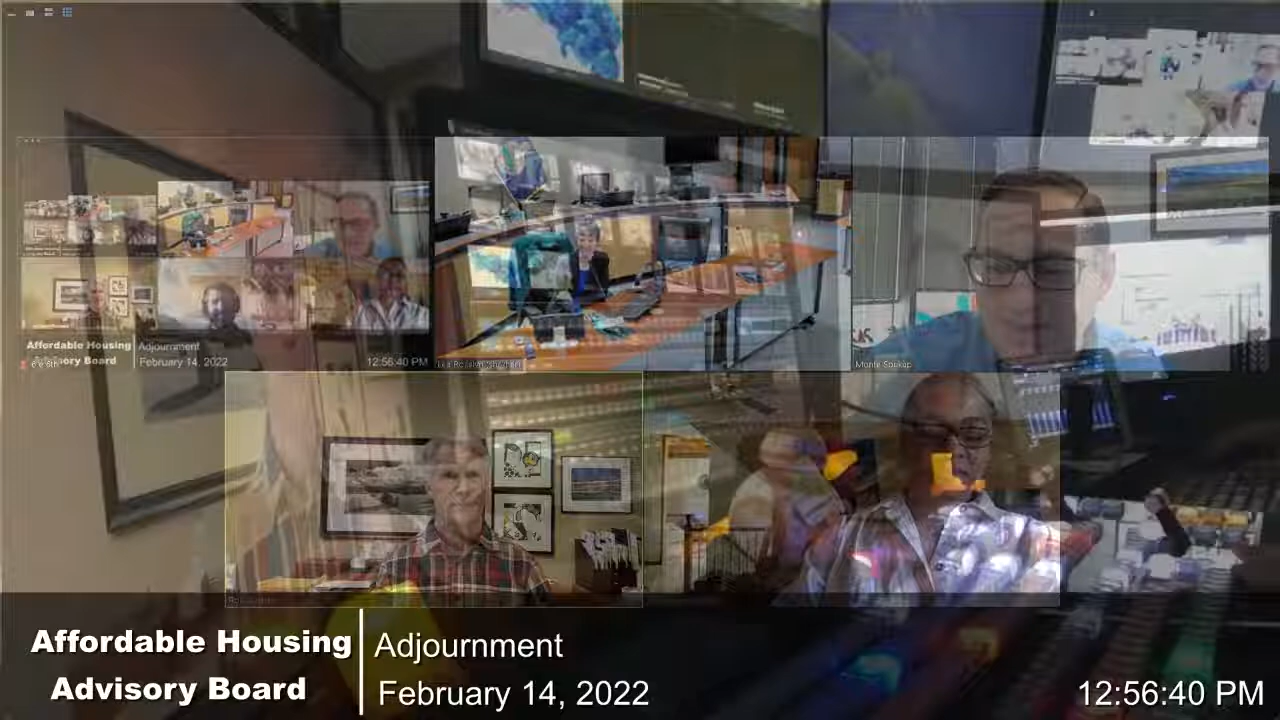 Affordable Housing
Advisory Board
Adjournment
February 14, 2022
12:56:40 PM
Monte Soukup
Affordable Housing
Advisory Board
Adjournment
February 14, 2022
12:56:40 PM